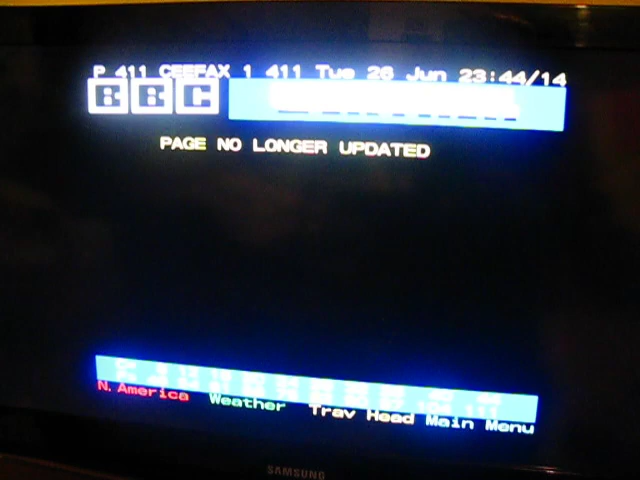 P 411 CEEFAX 1 411 Tue 26 Jun 23:44/14
BBC
PAGE NO LONGER UPDATED
N. America Weather Trav Head Main Menu
SAMSUNG